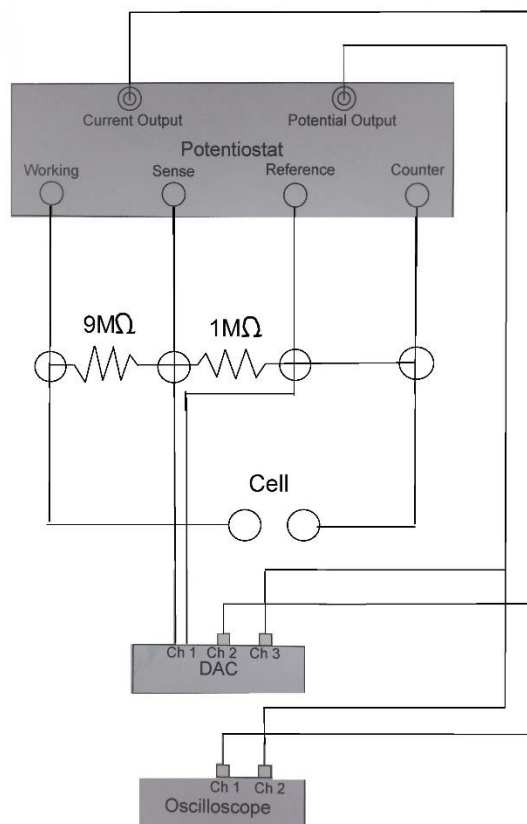 Current Output Potential Output
Potentiostat
Working Sense Reference Counter
9MΩ 1MΩ
Cell
Ch 1 Ch 2 Ch 3
DAC
Ch 1 Ch 2
Oscilloscope